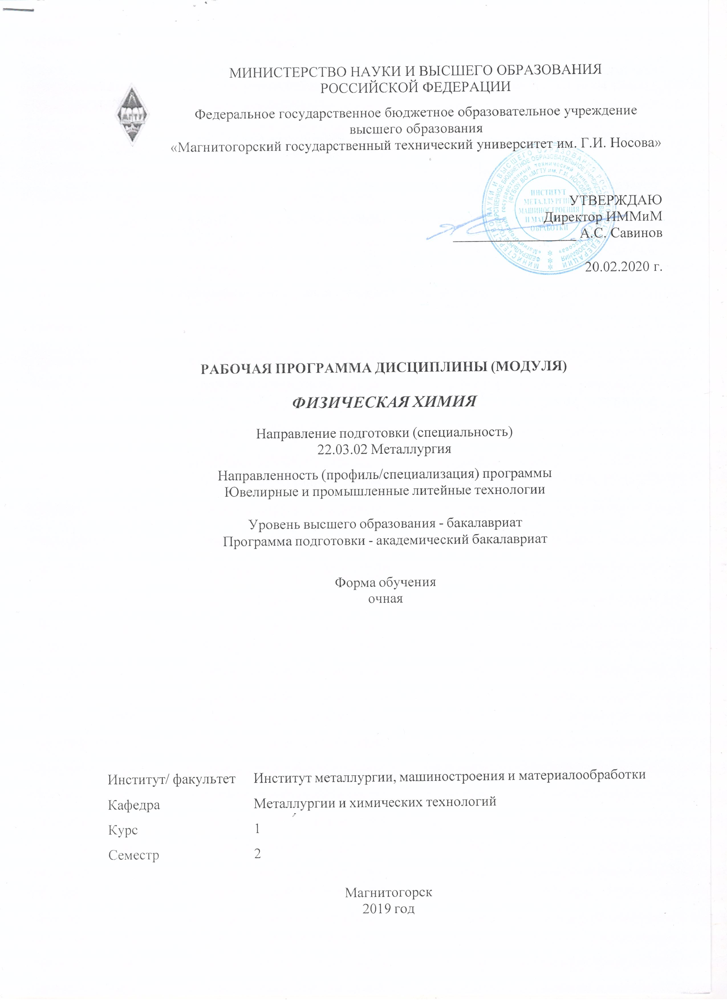 МИНИСТЕРСТВО НАУКИ И ВЫСШЕГО ОБРАЗОВАНИЯ
РОССИЙСКОЙ ФЕДЕРАЦИИ
Федеральное государственное бюджетное образовательное учреждение
высшего образования
«Магнитогорский государственный технический университет им. Г.И. Носова»
МГТУ
ИНСТИТУТ
МЕТАЛЛУРГИИ
МАШИНОСТРОЕНИЯ
ОБРАБОТКИ
УТВЕРЖДАЮ
Директор ИММиМ
А.С. Савинов
20.02.2020 г.
РАБОЧАЯ ПРОГРАММА ДИСЦИПЛИНЫ (МОДУЛЯ)
ФИЗИЧЕСКАЯ ХИМИЯ
Направление подготовки (специальность)
22.03.02 Металлургия
Направленность (профиль/специализация) программы
Ювелирные и промышленные литейные технологии
Уровень высшего образования - бакалавриат
Программа подготовки - академический бакалавриат
Форма обучения
очная
Институт/ факультет Институт металлургии, машиностроения и материалообработки
Кафедра Металлургии и химических технологий
Курс 1
Семестр 2
Магнитогорск
2019 год